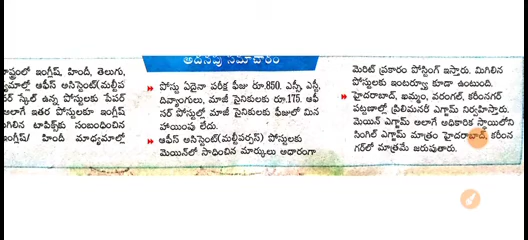 అదనపు సమాచారం
ాష్ట్రంలో ఇంగ్లీష్, హిందీ, తెలుగు,
్యమాల్లో ఆఫీస్ అసిస్టెంట్(మల్టీప
సర్ స్కేల్ ఉన్న పోస్టులకు పేపర్
అలాగే ఇతర పోస్టులకూ ఇంగ్లీష్
ుగిలిన టాపిక్స్‌కు సంబంధించిన
ఇంగ్లీష్/ హిందీ మాధ్యమాల్లో
పోస్టు ఏదైనా పరీక్ష ఫీజు రూ.850. ఎస్సీ, ఎస్టీ,
దివ్యాంగులు, మాజీ సైనికులకు రూ.175. ఆఫీ
సర్ పోస్టుల్లో మాజీ సైనికులకు ఫీజులో మిన
హాయింపు లేదు.
ఆఫీస్ అసిస్టెంట్(మల్టీపర్పస్) పోస్టులకు
మెయిన్‌లో సాధించిన మార్కులు ఆధారంగా
మెరిట్ ప్రకారం పోస్టింగ్ ఇస్తారు. మిగిలిన
పోస్టులకు ఇంటర్వ్యూ కూడా ఉంటుంది.
హైదరాబాద్, ఖమ్మం, వరంగల్, కరీంనగర్
పట్టణాల్లో ప్రిలిమినరీ ఎగ్జామ్ నిర్వహిస్తారు.
మెయిన్ ఎగ్జామ్ అలాగే అధికారిక స్థాయిలోని
సింగిల్ ఎగ్జామ్ మాత్రం హైదరాబాద్, కరీంన
గర్‌లో మాత్రమే జరుపుతారు.